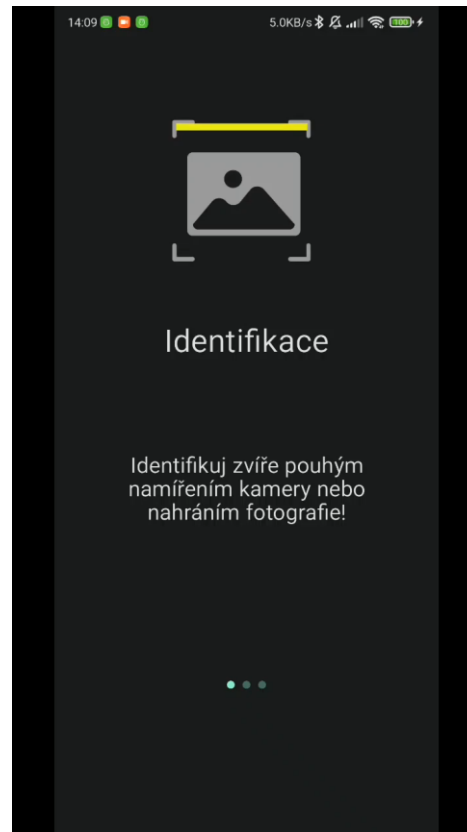 14:09 5.0KB/s 100
Identifikace
Identifikuj zvíře pouhým
namířením kamery nebo
nahráním fotografie!